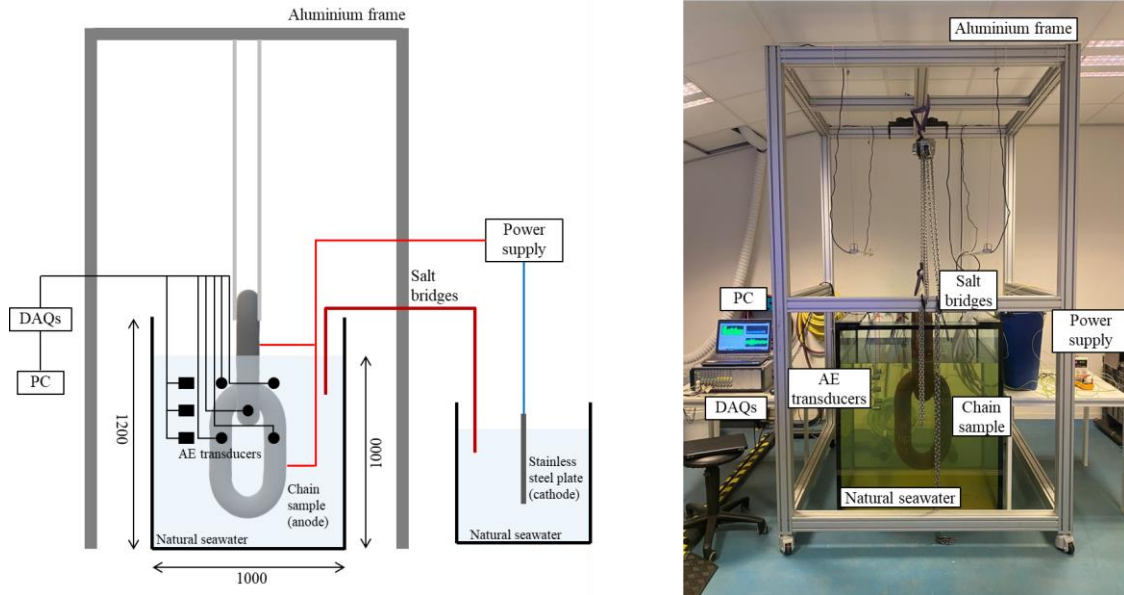 Aluminium frame
Power
supply
Salt
bridges
DAQs
PC
1200
1000
AE transducers
Chain
sample
(anode)
Stainless
steel plate
(cathode)
Natural seawater
Natural seawater
1000
Aluminium frame
PC
Salt
bridges
Power
supply
AE
transducers
DAQs
Chain
sample
Natural seawater